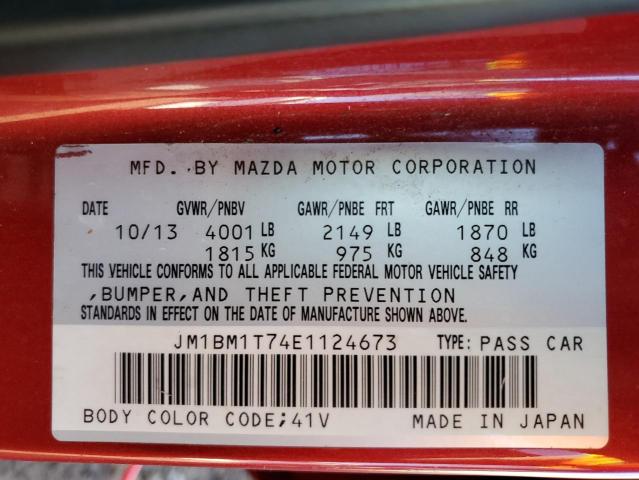 MFD. BY MAZDA MOTOR CORPORATION
DATE GVWR/PNBV GAWR/PNBE FRT GAWR/PNBE RR
10/13 4001 LB 2149 LB 1870 LB
1815 KG 975 KG 848 KG
THIS VEHICLE CONFORMS TO ALL APPLICABLE FEDERAL MOTOR VEHICLE SAFETY
,BUMPER,AND THEFT PREVENTION
STANDARDS IN EFFECT ON THE DATE OF MANUFACTURE SHOWN ABOVE.
JM1BM1T74E1124673 TYPE: PASS CAR
BODY COLOR CODE;41V MADE IN JAPAN